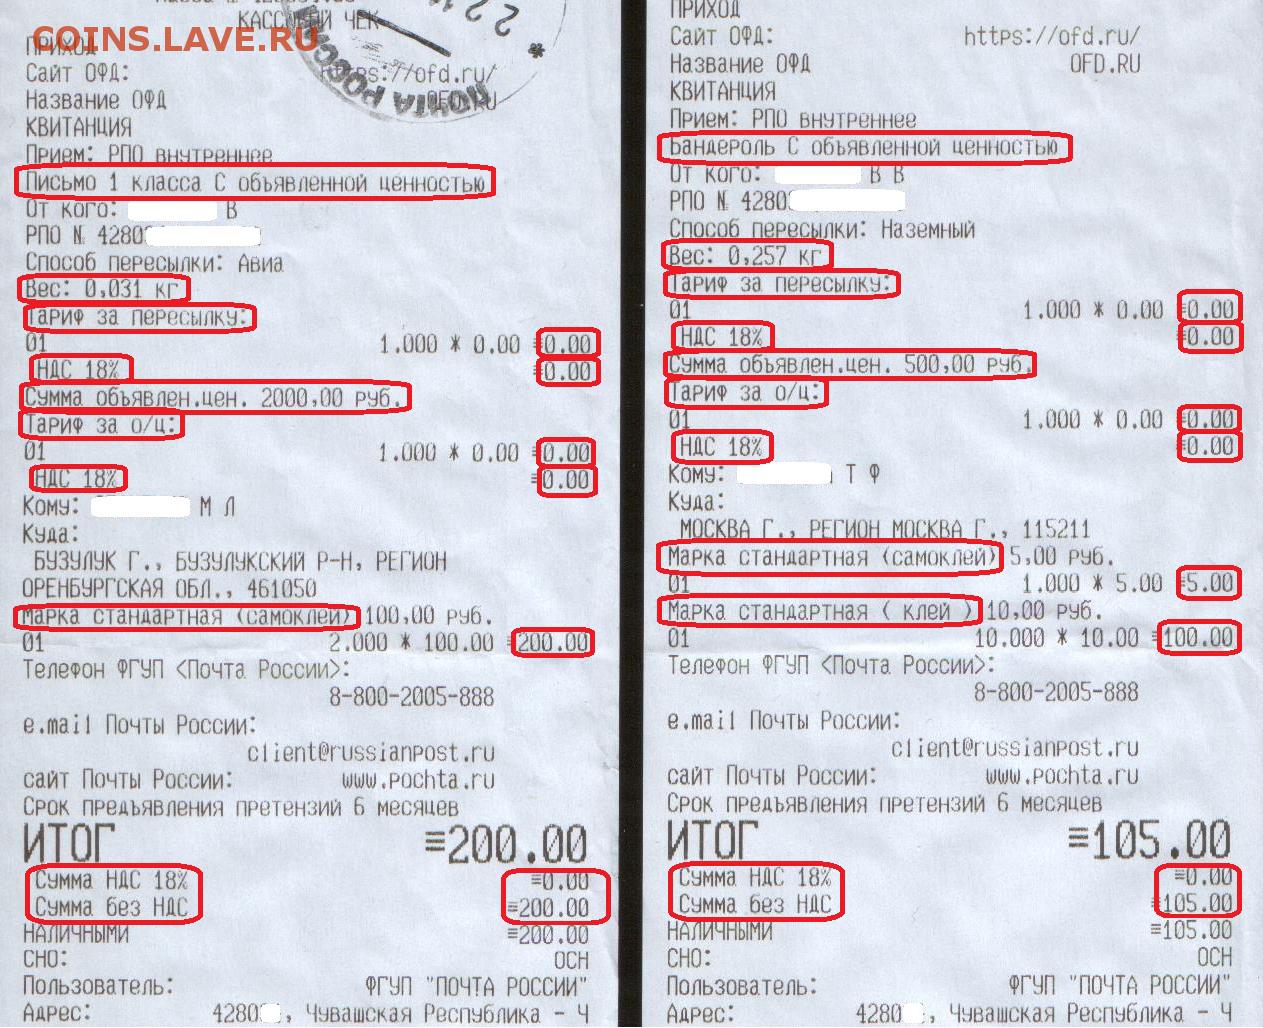 COINS.LAVE.RU
КАССОВЫЙ ЧЕК
ПРИХОД
Сайт ОФД: https://ofd.ru/
Название ОФД OFD.RU
ПОЧТА РОССИИ
КВИТАНЦИЯ
Прием: РПО внутреннее
Письмо 1 класса С объявленной ценностью
От кого: В
РПО № 4280
Способ пересылки: Авиа
Вес: 0,031 кг
Тариф за пересылку:
01 1.000 * 0.00 =0.00
НДС 18% =0.00
Сумма объявлен.цен. 2000,00 руб.
Тариф за о/ц:
01 1.000 * 0.00 =0.00
НДС 18% =0.00
Кому: М Л
Куда:
БУЗУЛУК Г., БУЗУЛУКСКИЙ Р-Н, РЕГИОН
ОРЕНБУРГСКАЯ ОБЛ., 461050
Марка стандартная (самоклей) 100,00 руб.
01 2.000 * 100.00 =200.00
Телефон ФГУП <Почта России>:
8-800-2005-888
e.mail Почты России:
client@russianpost.ru
сайт Почты России: www.pochta.ru
Срок предъявления претензий 6 месяцев
ИТОГ =200.00
Сумма НДС 18% =0.00
Сумма без НДС =200.00
НАЛИЧНЫМИ =200.00
СНО: ОСН
Пользователь: ФГУП "ПОЧТА РОССИИ"
Адрес: 4280 , Чувашская Республика - Ч
ПРИХОД
Сайт ОФД: https://ofd.ru/
Название ОФД OFD.RU
КВИТАНЦИЯ
Прием: РПО внутреннее
Бандероль С объявленной ценностью
От кого: В В
РПО № 4280
Способ пересылки: Наземный
Вес: 0,257 кг
Тариф за пересылку:
01 1.000 * 0.00 =0.00
НДС 18% =0.00
Сумма объявлен.цен. 500,00 руб.
Тариф за о/ц:
01 1.000 * 0.00 =0.00
НДС 18% =0.00
Кому: Т Ф
Куда:
МОСКВА Г., РЕГИОН МОСКВА Г., 115211
Марка стандартная (самоклей) 5,00 руб.
01 1.000 * 5.00 =5.00
Марка стандартная ( клей ) 10,00 руб.
01 10.000 * 10.00 =100.00
Телефон ФГУП <Почта России>:
8-800-2005-888
e.mail Почты России:
client@russianpost.ru
сайт Почты России: www.pochta.ru
Срок предъявления претензий 6 месяцев
ИТОГ =105.00
Сумма НДС 18% =0.00
Сумма без НДС =105.00
НАЛИЧНЫМИ =105.00
СНО: ОСН
Пользователь: ФГУП "ПОЧТА РОССИИ"
Адрес: 4280 , Чувашская Республика - Ч